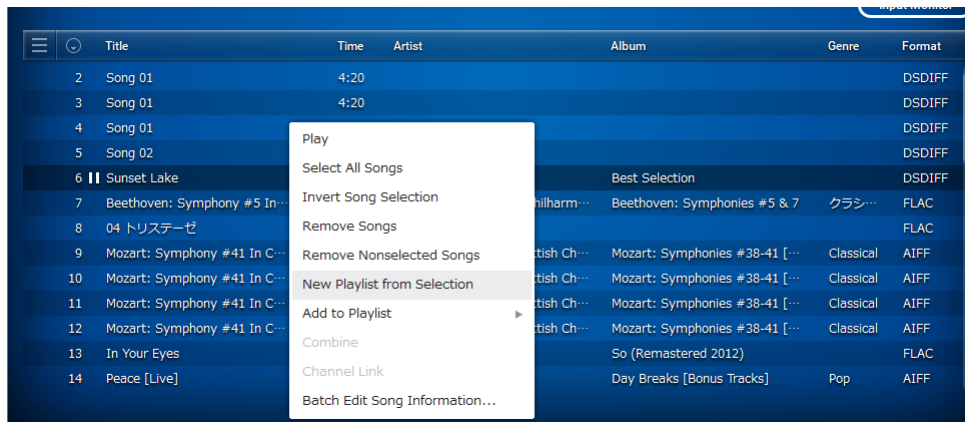 Input Monitor
Title Time Artist Album Genre Format
2 Song 01 4:20 DSDIFF
3 Song 01 4:20 DSDIFF
4 Song 01 DSDIFF
5 Song 02 DSDIFF
6 Sunset Lake Best Selection DSDIFF
7 Beethoven: Symphony #5 In··· hilharm··· Beethoven: Symphonies #5 & 7 クラシ··· FLAC
8 04 トリステーゼ FLAC
9 Mozart: Symphony #41 In C··· ttish Ch··· Mozart: Symphonies #38-41 [··· Classical AIFF
10 Mozart: Symphony #41 In C··· ttish Ch··· Mozart: Symphonies #38-41 [··· Classical AIFF
11 Mozart: Symphony #41 In C··· ttish Ch··· Mozart: Symphonies #38-41 [··· Classical AIFF
12 Mozart: Symphony #41 In C··· ttish Ch··· Mozart: Symphonies #38-41 [··· Classical AIFF
13 In Your Eyes So (Remastered 2012) FLAC
14 Peace [Live] Day Breaks [Bonus Tracks] Pop AIFF
Play
Select All Songs
Invert Song Selection
Remove Songs
Remove Nonselected Songs
New Playlist from Selection
Add to Playlist
Combine
Channel Link
Batch Edit Song Information...